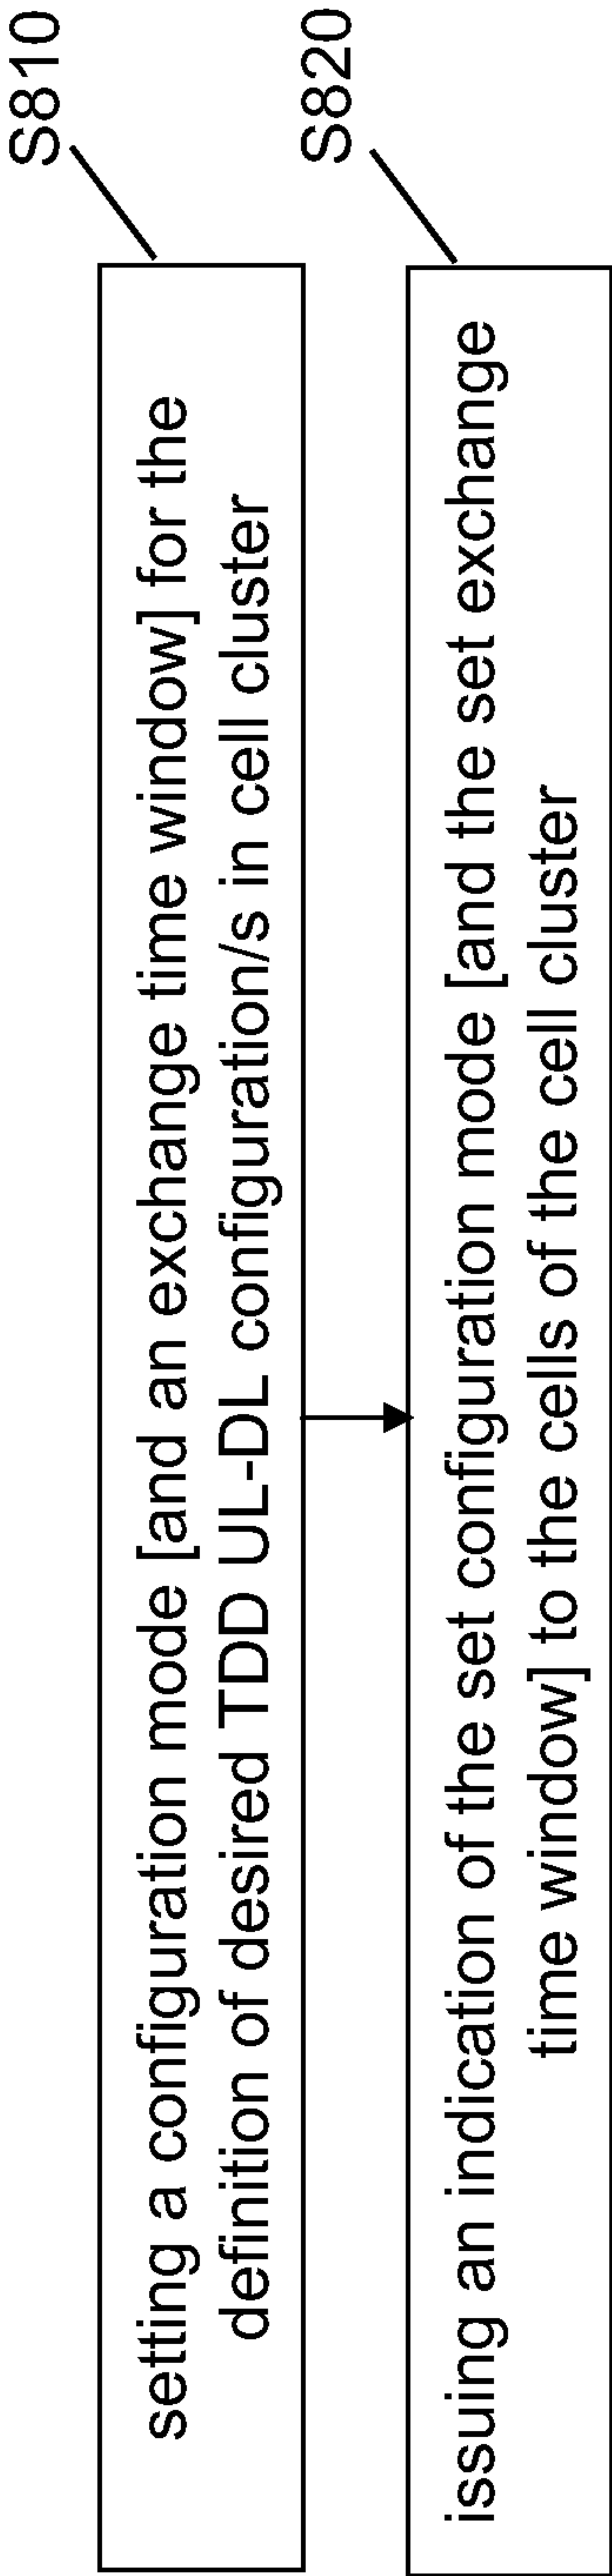 S810
setting a configuration mode [and an exchange time window] for the
definition of desired TDD UL-DL configuration/s in cell cluster
S820
issuing an indication of the set configuration mode [and the set exchange
time window] to the cells of the cell cluster